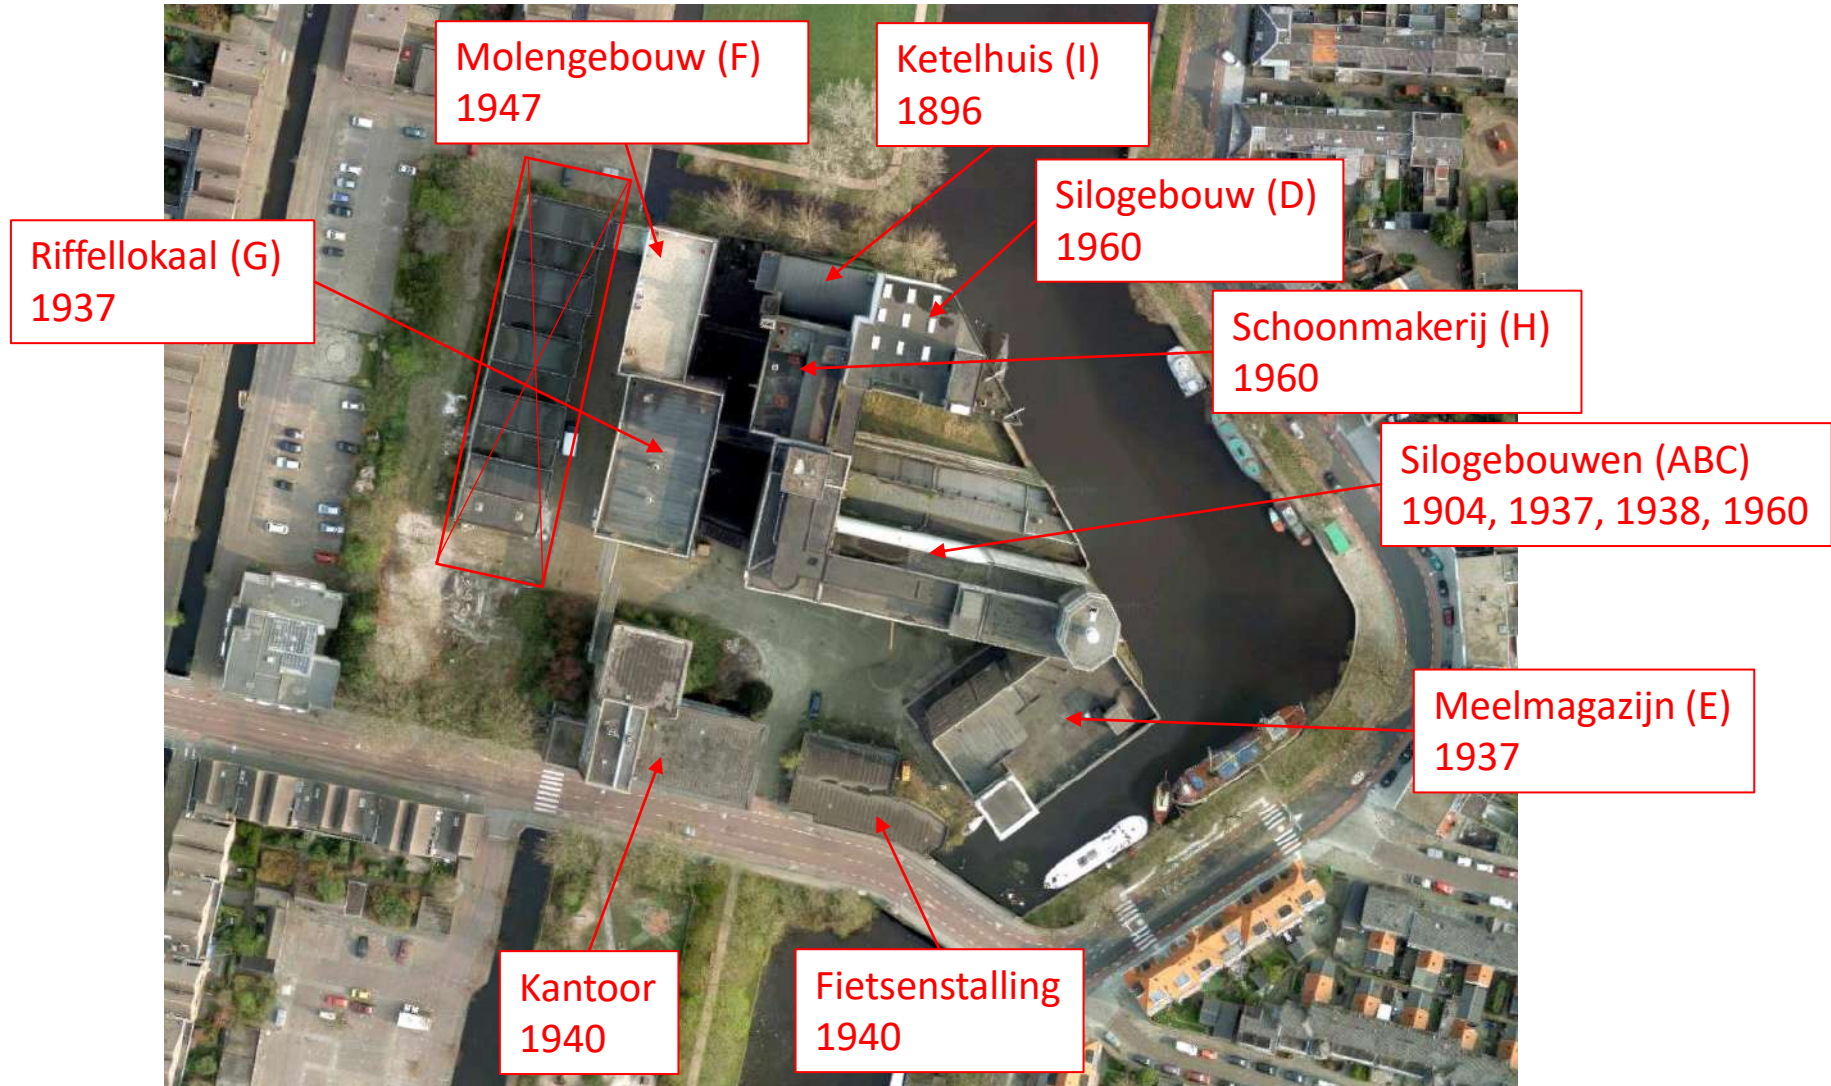 Molengebouw (F)
1947
Ketelhuis (I)
1896
Silogebouw (D)
1960
Riffellokaal (G)
1937
Schoonmakerij (H)
1960
Silogebouwen (ABC)
1904, 1937, 1938, 1960
Meelmagazijn (E)
1937
Kantoor
1940
Fietsenstalling
1940